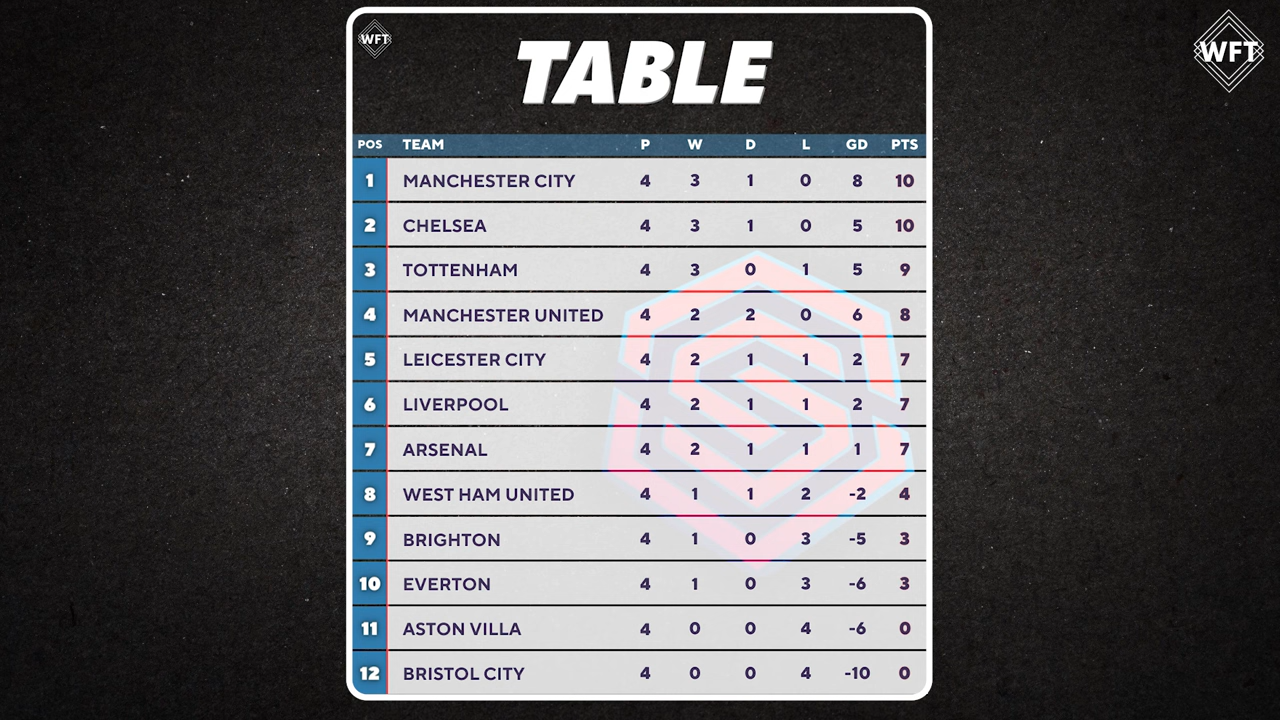 WFT
WFT
TABLE
POS TEAM P W D L GD PTS
1 MANCHESTER CITY 4 3 1 0 8 10
2 CHELSEA 4 3 1 0 5 10
3 TOTTENHAM 4 3 0 1 5 9
4 MANCHESTER UNITED 4 2 2 0 6 8
5 LEICESTER CITY 4 2 1 1 2 7
6 LIVERPOOL 4 2 1 1 2 7
7 ARSENAL 4 2 1 1 1 7
8 WEST HAM UNITED 4 1 1 2 -2 4
9 BRIGHTON 4 1 0 3 -5 3
10 EVERTON 4 1 0 3 -6 3
11 ASTON VILLA 4 0 0 4 -6 0
12 BRISTOL CITY 4 0 0 4 -10 0